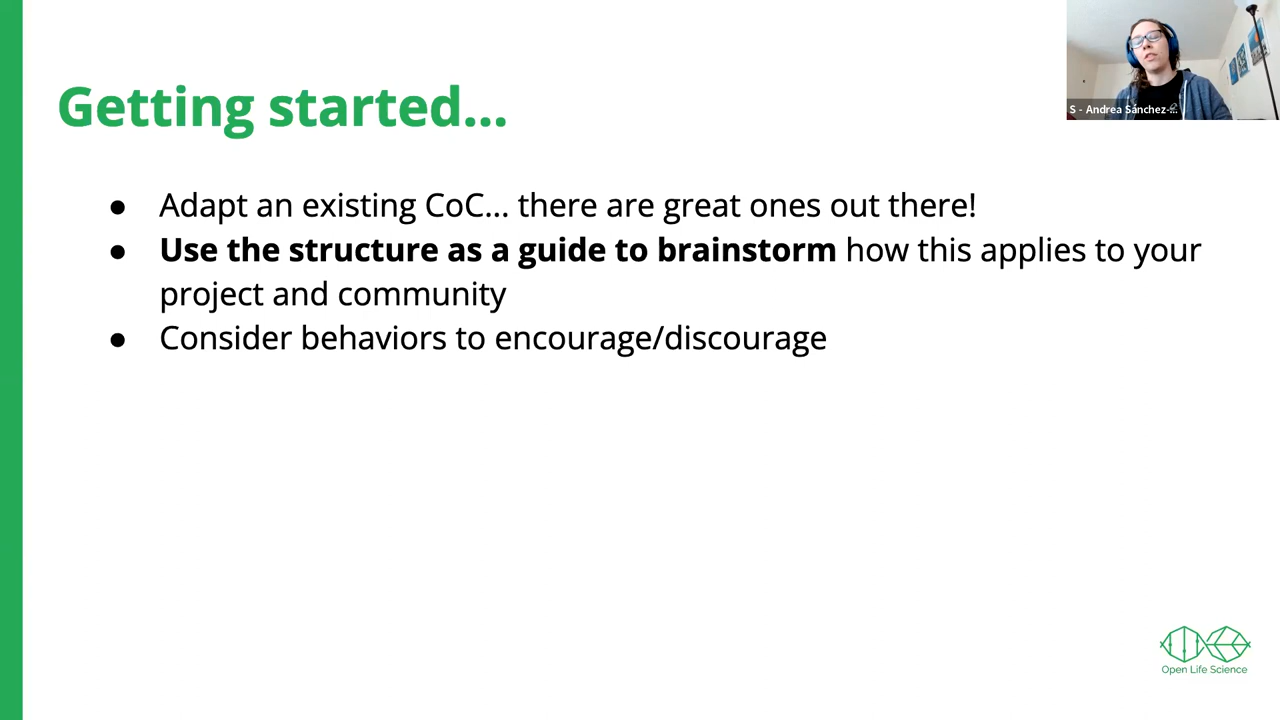 Getting started...
S - Andrea Sánchez-...
● Adapt an existing CoC... there are great ones out there!
● Use the structure as a guide to brainstorm how this applies to your
project and community
● Consider behaviors to encourage/discourage
Open Life Science